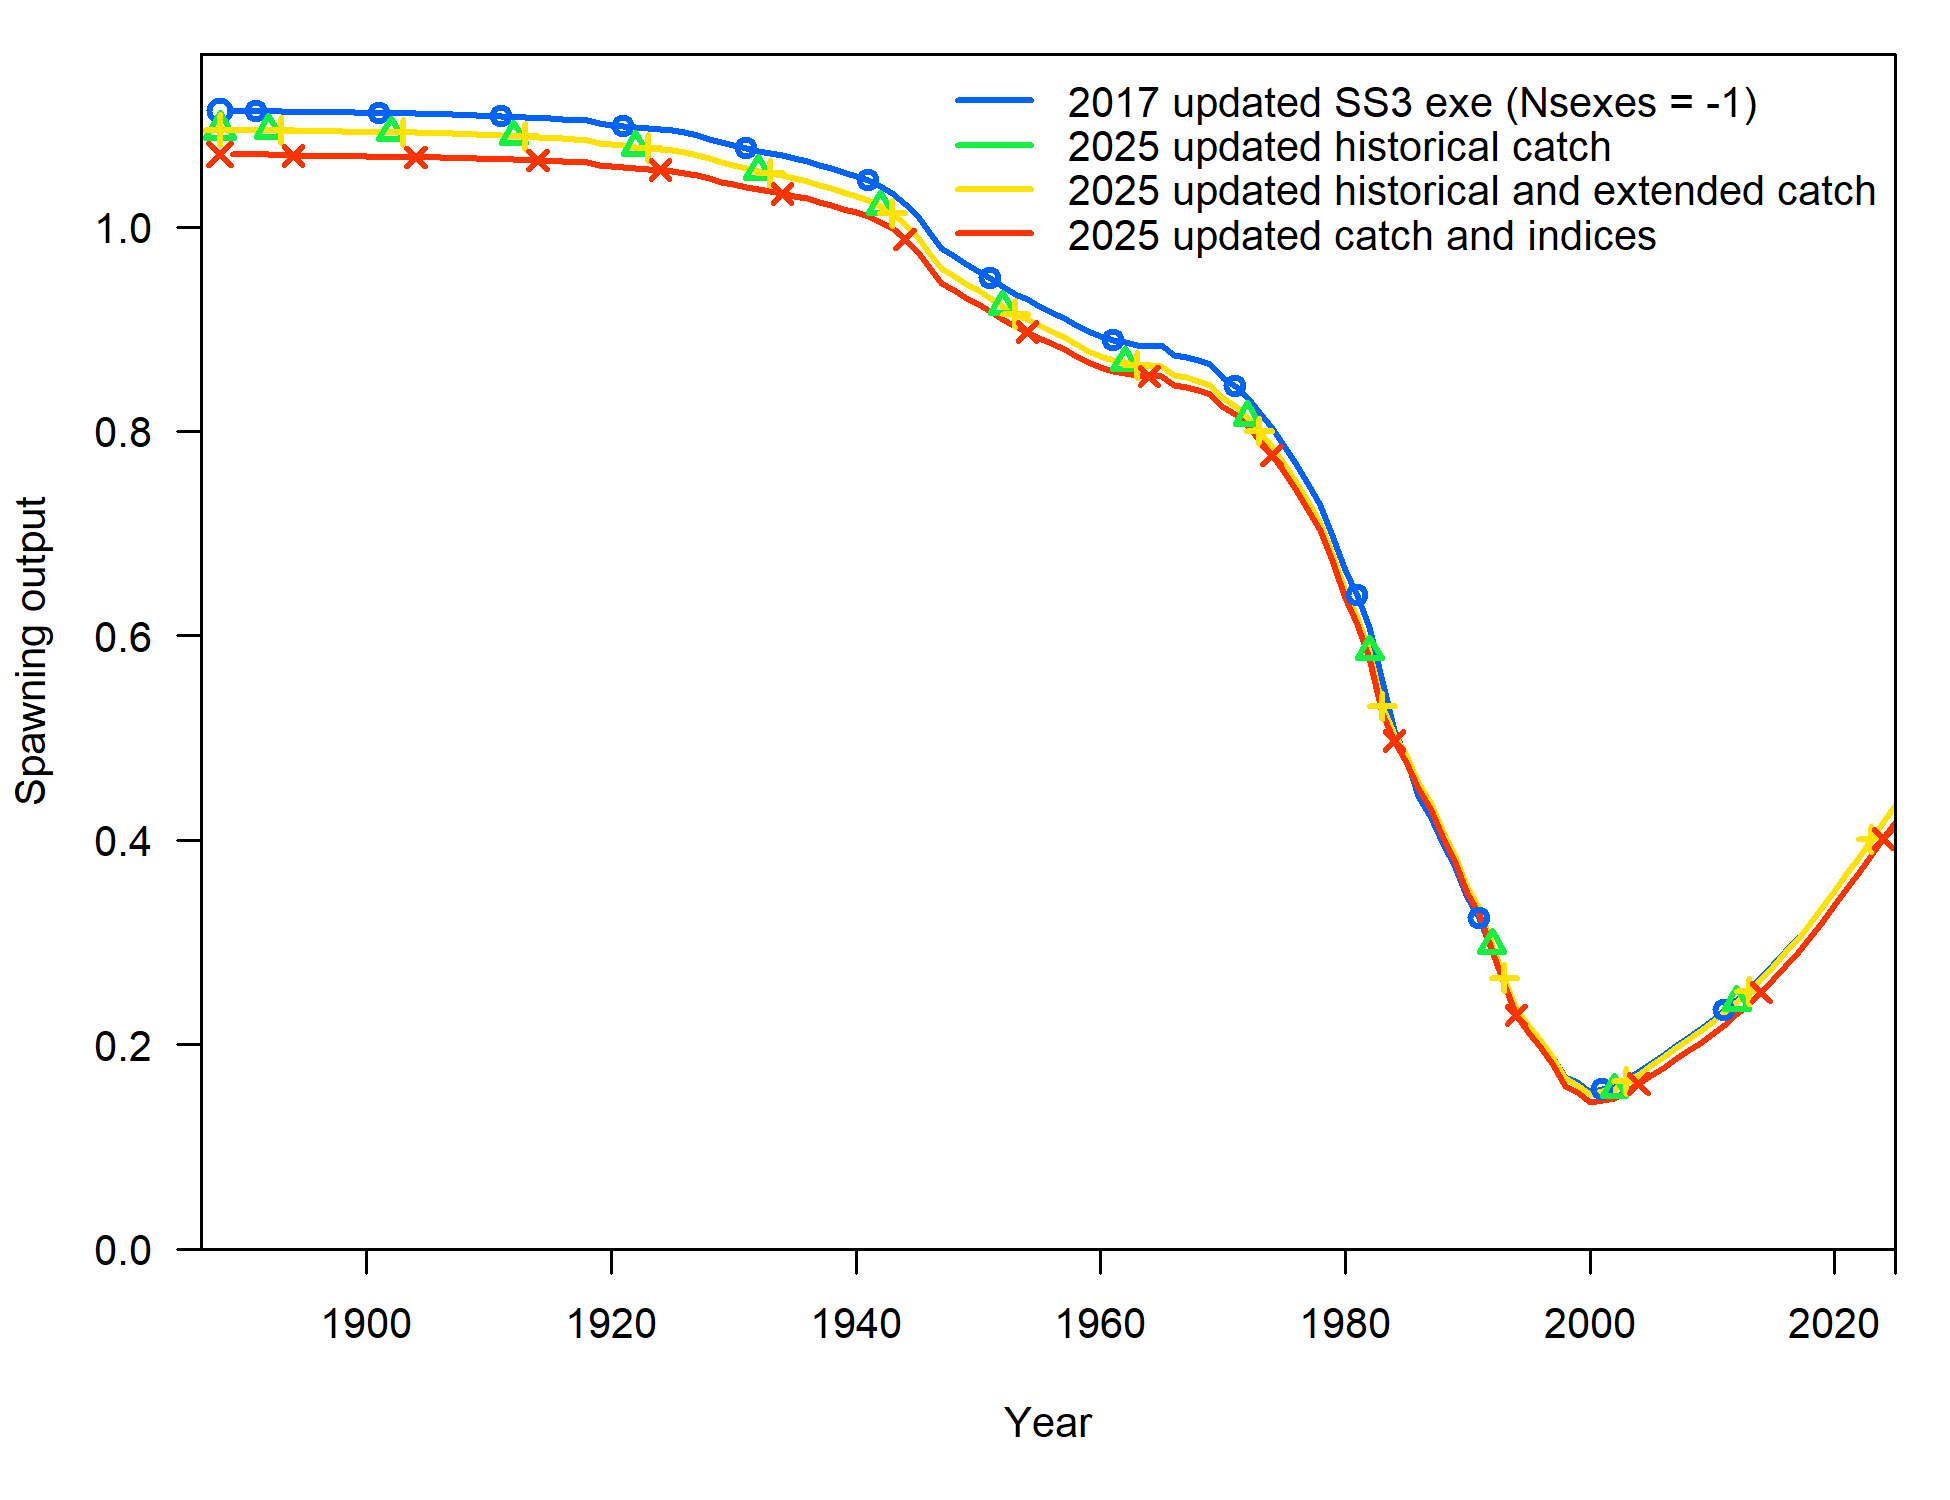 2017 updated SS3 exe (Nsexes = -1)
2025 updated historical catch
2025 updated historical and extended catch
2025 updated catch and indices
1.0
0.8
0.6
0.4
0.2
0.0
Spawning output
1900 1920 1940 1960 1980 2000 2020
Year